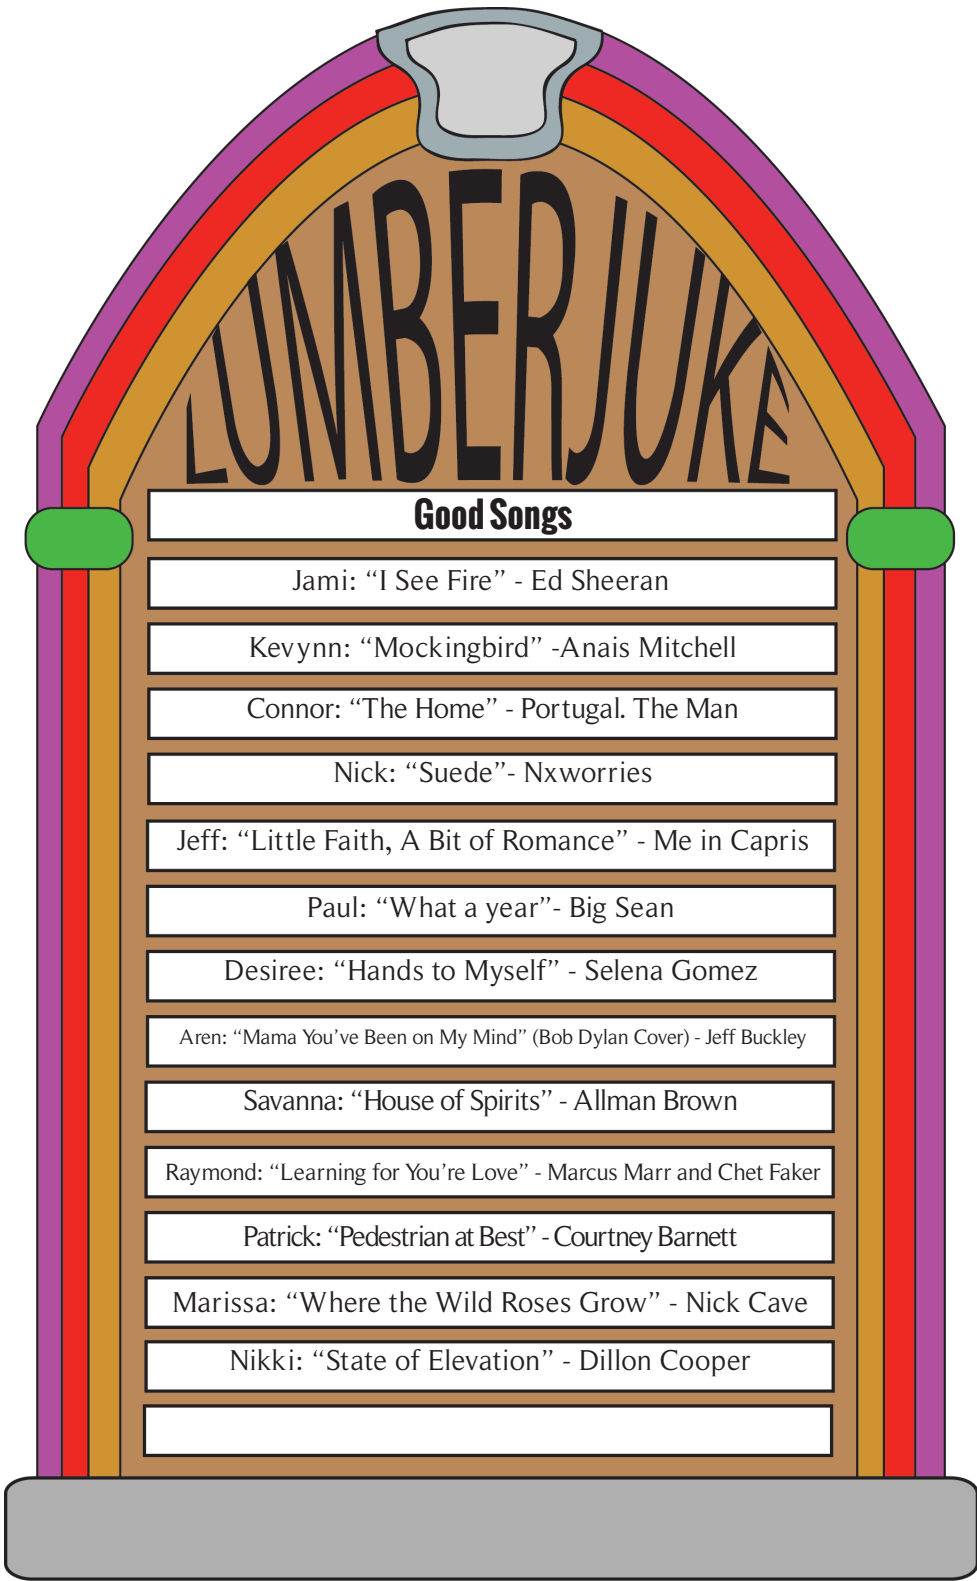 LUMBERJUKE
Good Songs
Jami: “I See Fire” - Ed Sheeran
Kevynn: “Mockingbird” -Anais Mitchell
Connor: “The Home” - Portugal. The Man
Nick: “Suede”- Nxworries
Jeff: “Little Faith, A Bit of Romance” - Me in Capris
Paul: “What a year”- Big Sean
Desiree: “Hands to Myself” - Selena Gomez
Aren: “Mama You’ve Been on My Mind” (Bob Dylan Cover) - Jeff Buckley
Savanna: “House of Spirits” - Allman Brown
Raymond: “Learning for You’re Love” - Marcus Marr and Chet Faker
Patrick: “Pedestrian at Best” - Courtney Barnett
Marissa: “Where the Wild Roses Grow” - Nick Cave
Nikki: “State of Elevation” - Dillon Cooper